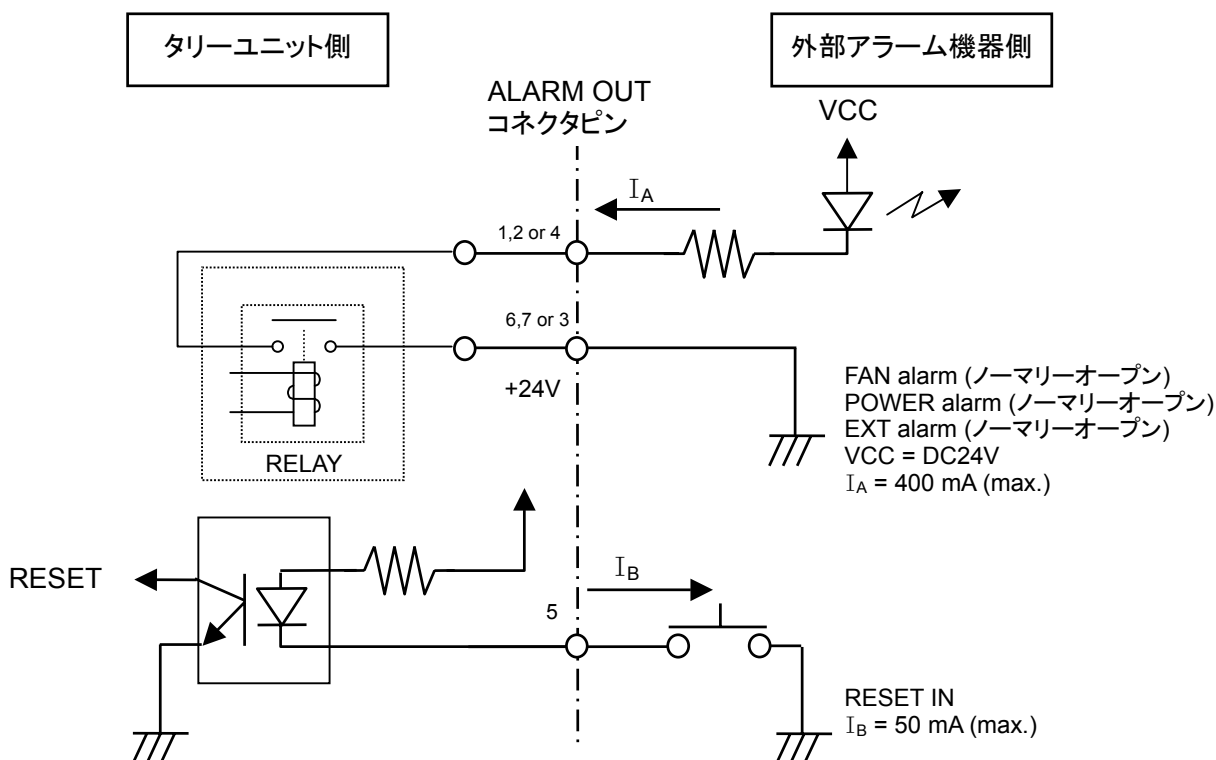 タリーユニット側
外部アラーム機器側
ALARM OUT
コネクタピン
VCC
IA
1,2 or 4
6,7 or 3
+24V
RELAY
FAN alarm (ノーマリーオープン)
POWER alarm (ノーマリーオープン)
EXT alarm (ノーマリーオープン)
VCC = DC24V
IA = 400 mA (max.)
RESET
IB
5
RESET IN
IB = 50 mA (max.)